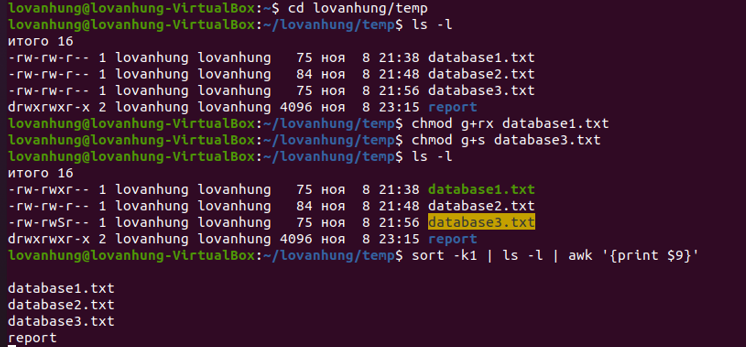 lovanhung@lovanhung-VirtualBox:~$ cd lovanhung/temp
lovanhung@lovanhung-VirtualBox:~/lovanhung/temp$ ls -l
итого 16
-rw-rw-r-- 1 lovanhung lovanhung   75 ноя  8 21:38 database1.txt
-rw-rw-r-- 1 lovanhung lovanhung   84 ноя  8 21:48 database2.txt
-rw-rw-r-- 1 lovanhung lovanhung   75 ноя  8 21:56 database3.txt
drwxrwxr-x 2 lovanhung lovanhung 4096 ноя  8 23:15 report
lovanhung@lovanhung-VirtualBox:~/lovanhung/temp$ chmod g+rx database1.txt
lovanhung@lovanhung-VirtualBox:~/lovanhung/temp$ chmod g+s database3.txt
lovanhung@lovanhung-VirtualBox:~/lovanhung/temp$ ls -l
итого 16
-rw-rwxr-- 1 lovanhung lovanhung   75 ноя  8 21:38 database1.txt
-rw-rw-r-- 1 lovanhung lovanhung   84 ноя  8 21:48 database2.txt
-rw-rwSr-- 1 lovanhung lovanhung   75 ноя  8 21:56 database3.txt
drwxrwxr-x 2 lovanhung lovanhung 4096 ноя  8 23:15 report
lovanhung@lovanhung-VirtualBox:~/lovanhung/temp$ sort -k1 | ls -l | awk '{print $9}'
database1.txt
database2.txt
database3.txt
report